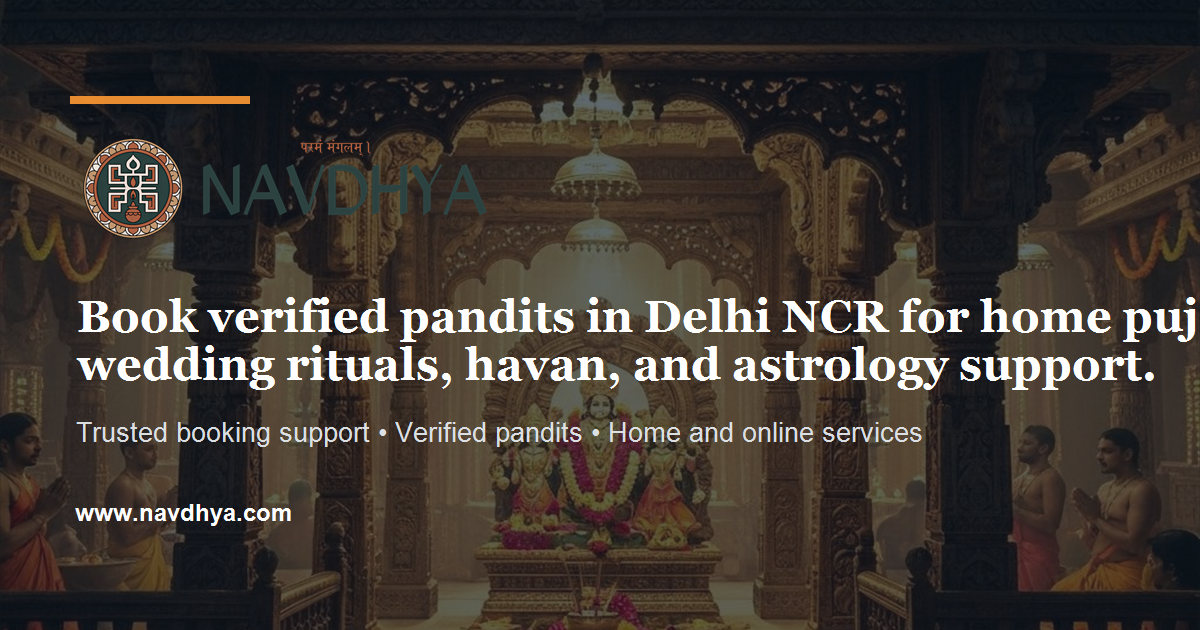 परमं मंगलम् ।
NAVDHYA
Book verified pandits in Delhi NCR for home puj
wedding rituals, havan, and astrology support.
Trusted booking support • Verified pandits • Home and online services
www.navdhya.com